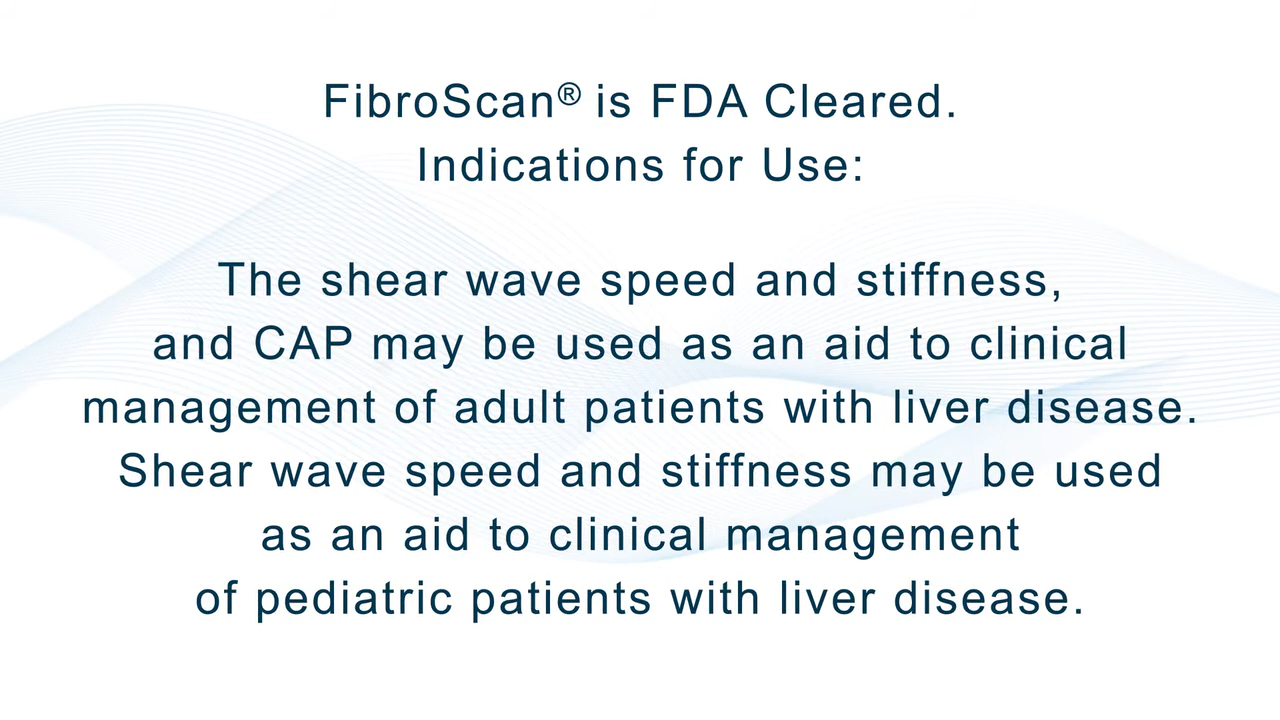 FibroScan® is FDA Cleared.
Indications for Use:
The shear wave speed and stiffness,
and CAP may be used as an aid to clinical
management of adult patients with liver disease.
Shear wave speed and stiffness may be used
as an aid to clinical management
of pediatric patients with liver disease.